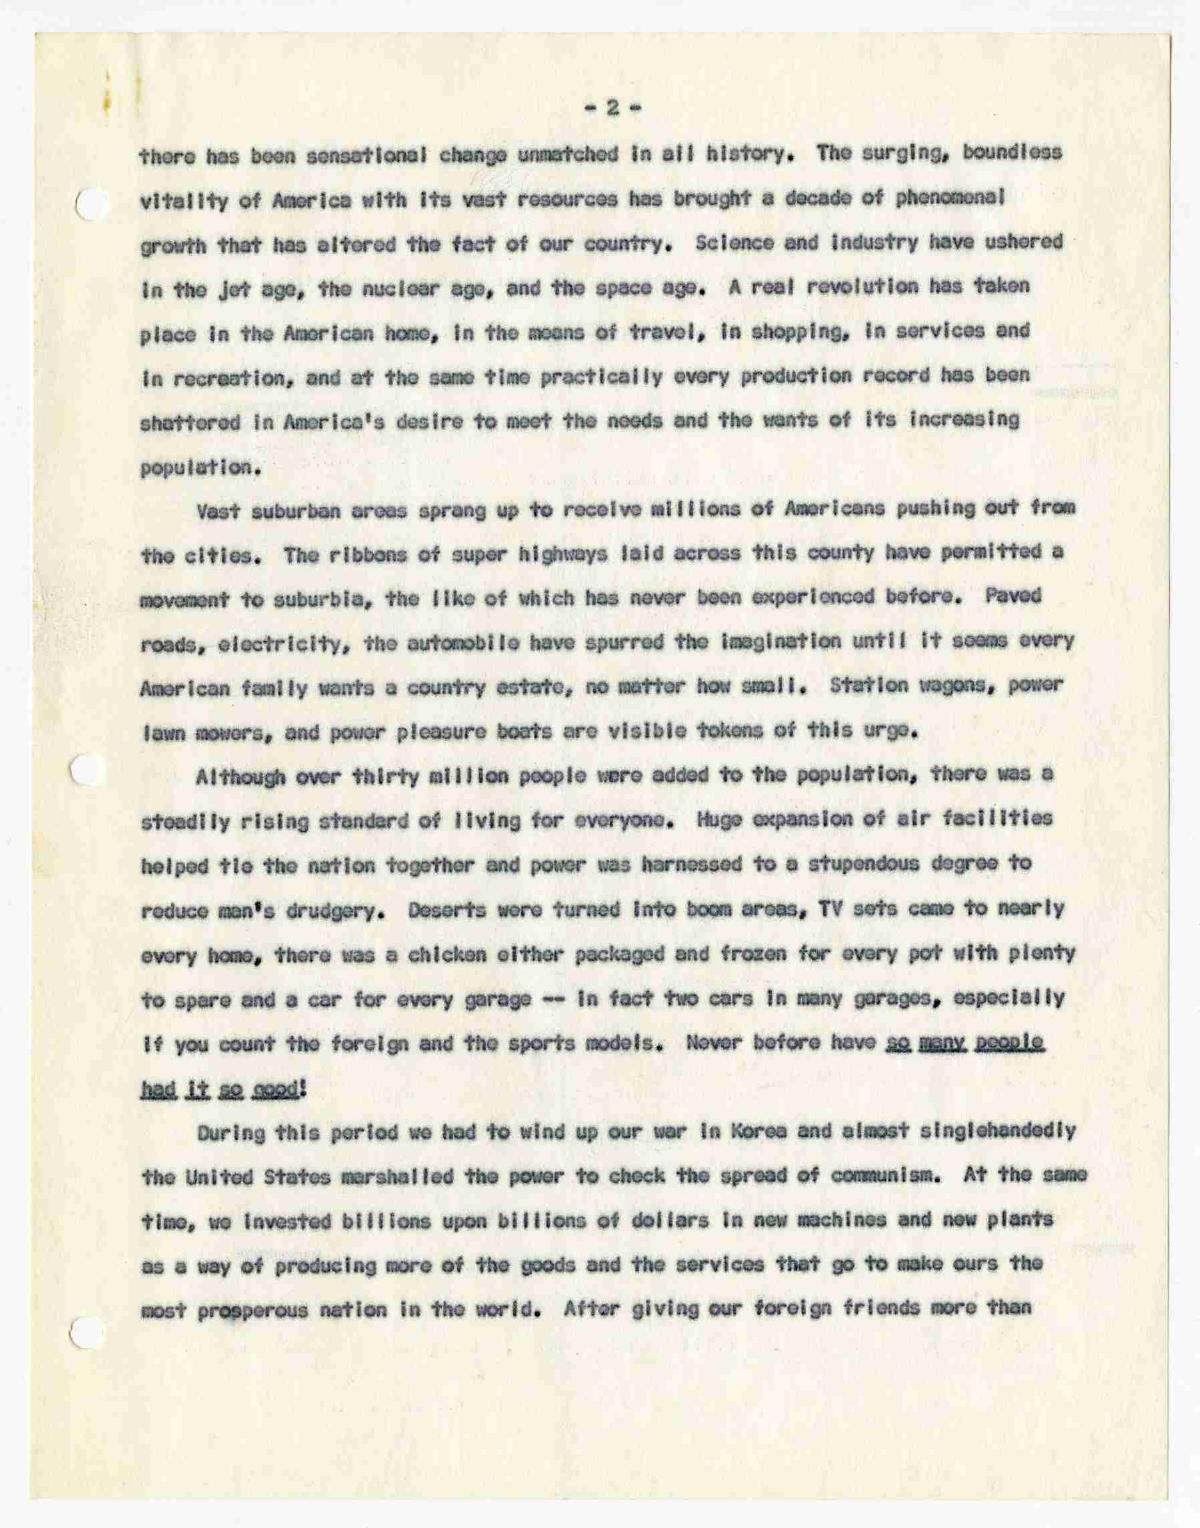 - 2 -
there has been sensational change unmatched in all history.  The surging, boundless
vitality of America with its vast resources has brought a decade of phenomenal
growth that has altered the fact of our country.  Science and industry have ushered
in the jet age, the nuclear age, and the space age.  A real revolution has taken
place in the American home, in the means of travel, in shopping, in services and
in recreation, and at the same time practically every production record has been
shattered in America's desire to meet the needs and the wants of its increasing
population.
Vast suburban areas sprang up to receive millions of Americans pushing out from
the cities.  The ribbons of super highways laid across this county have permitted a
movement to suburbia, the like of which has never been experienced before.  Paved
roads, electricity, the automobile have spurred the imagination until it seems every
American family wants a country estate, no matter how small.  Station wagons, power
lawn mowers, and power pleasure boats are visible tokens of this urge.
Although over thirty million people were added to the population, there was a
steadily rising standard of living for everyone.  Huge expansion of air facilities
helped tie the nation together and power was harnessed to a stupendous degree to
reduce man's drudgery.  Deserts were turned into boom areas, TV sets came to nearly
every home, there was a chicken either packaged and frozen for every pot with plenty
to spare and a car for every garage -- in fact two cars in many garages, especially
if you count the foreign and the sports models.  Never before have so many people
had it so good!
During this period we had to wind up our war in Korea and almost singlehandedly
the United States marshalled the power to check the spread of communism.  At the same
time, we invested billions upon billions of dollars in new machines and new plants
as a way of producing more of the goods and the services that go to make ours the
most prosperous nation in the world.  After giving our foreign friends more than